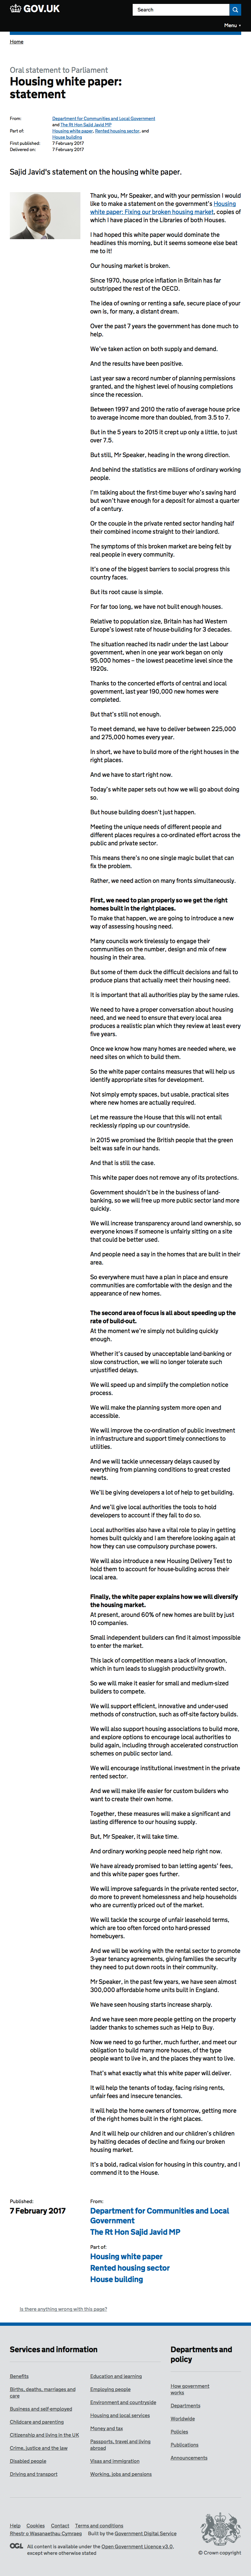 GOV.UK
Search
Menu
Home
Oral statement to Parliament
Housing white paper:
statement
From:
Department for Communities and Local Government
and The Rt Hon Sajid Javid MP
Part of:
Housing white paper, Rented housing sector, and
House building
First published:
7 February 2017
Delivered on:
7 February 2017
Sajid Javid's statement on the housing white paper.
Thank you, Mr Speaker, and with your permission I would
like to make a statement on the government's Housing
white paper: Fixing our broken housing market, copies of
which I have placed in the Libraries of both Houses.
I had hoped this white paper would dominate the
headlines this morning, but it seems someone else beat
me to it!
Our housing market is broken.
Since 1970, house price inflation in Britain has far
outstripped the rest of the OECD.
The idea of owning or renting a safe, secure place of your
own is, for many, a distant dream.
Over the past 7 years the government has done much to
help.
We've taken action on both supply and demand.
And the results have been positive.
Last year saw a record number of planning permissions
granted, and the highest level of housing completions
since the recession.
Between 1997 and 2010 the ratio of average house price
to average income more than doubled, from 3.5 to 7.
But in the 5 years to 2015 it crept up only a little, to just
over 7.5.
But still, Mr Speaker, heading in the wrong direction.
And behind the statistics are millions of ordinary working
people.
I'm talking about the first-time buyer who's saving hard
but won't have enough for a deposit for almost a quarter
of a century.
Or the couple in the private rented sector handing half
their combined income straight to their landlord.
The symptoms of this broken market are being felt by
real people in every community.
It's one of the biggest barriers to social progress this
country faces.
But its root cause is simple.
For far too long, we have not built enough houses.
Relative to population size, Britain has had Western
Europe's lowest rate of house-building for 3 decades.
The situation reached its nadir under the last Labour
government, when in one year work began on only
95,000 homes – the lowest peacetime level since the
1920s.
Thanks to the concerted efforts of central and local
government, last year 190,000 new homes were
completed.
But that's still not enough.
To meet demand, we have to deliver between 225,000
and 275,000 homes every year.
In short, we have to build more of the right houses in the
right places.
And we have to start right now.
Today's white paper sets out how we will go about doing
so.
But house building doesn't just happen.
Meeting the unique needs of different people and
different places requires a co-ordinated effort across the
public and private sector.
This means there's no one single magic bullet that can
fix the problem.
Rather, we need action on many fronts simultaneously.
First, we need to plan properly so we get the right
homes built in the right places.
To make that happen, we are going to introduce a new
way of assessing housing need.
Many councils work tirelessly to engage their
communities on the number, design and mix of new
housing in their area.
But some of them duck the difficult decisions and fail to
produce plans that actually meet their housing need.
It is important that all authorities play by the same rules.
We need to have a proper conversation about housing
need, and we need to ensure that every local area
produces a realistic plan which they review at least every
five years.
Once we know how many homes are needed where, we
need sites on which to build them.
So the white paper contains measures that will help us
identify appropriate sites for development.
Not simply empty spaces, but usable, practical sites
where new homes are actually required.
Let me reassure the House that this will not entail
recklessly ripping up our countryside.
In 2015 we promised the British people that the green
belt was safe in our hands.
And that is still the case.
This white paper does not remove any of its protections.
Government shouldn't be in the business of land-
banking, so we will free up more public sector land more
quickly.
We will increase transparency around land ownership, so
everyone knows if someone is unfairly sitting on a site
that could be better used.
And people need a say in the homes that are built in their
area.
So everywhere must have a plan in place and ensure
communities are comfortable with the design and the
appearance of new homes.
The second area of focus is all about speeding up the
rate of build-out.
At the moment we're simply not building quickly
enough.
Whether it's caused by unacceptable land-banking or
slow construction, we will no longer tolerate such
unjustified delays.
We will speed up and simplify the completion notice
process.
We will make the planning system more open and
accessible.
We will improve the co-ordination of public investment
in infrastructure and support timely connections to
utilities.
And we will tackle unnecessary delays caused by
everything from planning conditions to great crested
newts.
We'll be giving developers a lot of help to get building.
And we'll give local authorities the tools to hold
developers to account if they fail to do so.
Local authorities also have a vital role to play in getting
homes built quickly and I am therefore looking again at
how they can use compulsory purchase powers.
We will also introduce a new Housing Delivery Test to
help hold them to account for house-building across their
local area.
Finally, the white paper explains how we will diversify
the housing market.
At present, around 60% of new homes are built by just
10 companies.
Small independent builders can find it almost impossible
to enter the market.
This lack of competition means a lack of innovation,
which in turn leads to sluggish productivity growth.
So we will make it easier for small and medium-sized
builders to compete.
We will support efficient, innovative and under-used
methods of construction, such as off-site factory builds.
We will also support housing associations to build more,
and explore options to encourage local authorities to
build again, including through accelerated construction
schemes on public sector land.
We will encourage institutional investment in the private
rented sector.
And we will make life easier for custom builders who
want to create their own home.
Together, these measures will make a significant and
lasting difference to our housing supply.
But, Mr Speaker, it will take time.
And ordinary working people need help right now.
We have already promised to ban letting agents' fees,
and this white paper goes further.
We will improve safeguards in the private rented sector,
do more to prevent homelessness and help households
who are currently priced out of the market.
We will tackle the scourge of unfair leasehold terms,
which are too often forced onto hard-pressed
homebuyers.
And we will be working with the rental sector to promote
3-year tenancy agreements, giving families the security
they need to put down roots in their community.
Mr Speaker, in the past few years, we have seen almost
300,000 affordable home units built in England.
We have seen housing starts increase sharply.
And we have seen more people getting on the property
ladder thanks to schemes such as Help to Buy.
Now we need to go further, much further, and meet our
obligation to build many more houses, of the type
people want to live in, and the places they want to live.
That's what exactly what this white paper will deliver.
It will help the tenants of today, facing rising rents,
unfair fees and insecure tenancies.
It will help the home owners of tomorrow, getting more
of the right homes built in the right places.
And it will help our children and our children's children
by halting decades of decline and fixing our broken
housing market.
It's a bold, radical vision for housing in this country, and I
commend it to the House.
Published:
7 February 2017
From:
Department for Communities and Local
Government
The Rt Hon Sajid Javid MP
Part of:
Housing white paper
Rented housing sector
House building
Is there anything wrong with this page?
Services and information
Benefits
Births, deaths, marriages and
care
Business and self-employed
Childcare and parenting
Citizenship and living in the UK
Crime, justice and the law
Disabled people
Driving and transport
Education and learning
Employing people
Environment and countryside
Housing and local services
Money and tax
Passports, travel and living
abroad
Visas and immigration
Working, jobs and pensions
Departments and
policy
How government
works
Departments
Worldwide
Policies
Publications
Announcements
Help Cookies Contact Terms and conditions
Rhestr o Wasanaethau Cymraeg Built by the Government Digital Service
OGL All content is available under the Open Government Licence v3.0,
except where otherwise stated
© Crown copyright